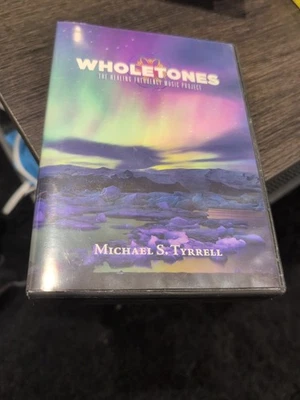 WHOLETONES
THE HEALING FREQUENCY MUSIC PROJECT
MICHAEL S. TYRRELL